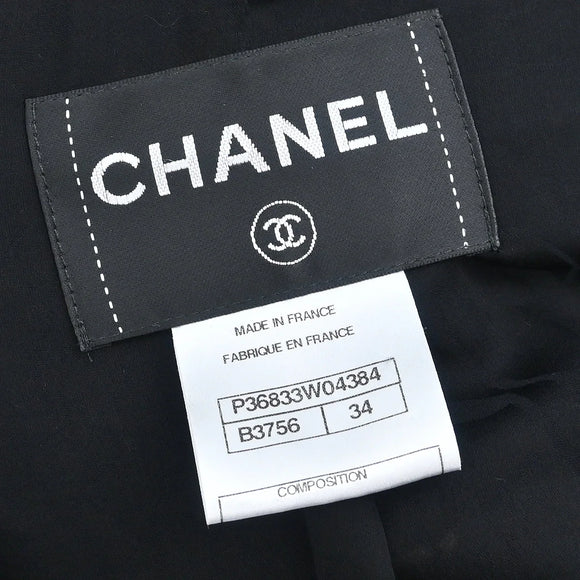 CHANEL
MADE IN FRANCE
FABRIQUE EN FRANCE
P36833W04384
B3756 34
COMPOSITION